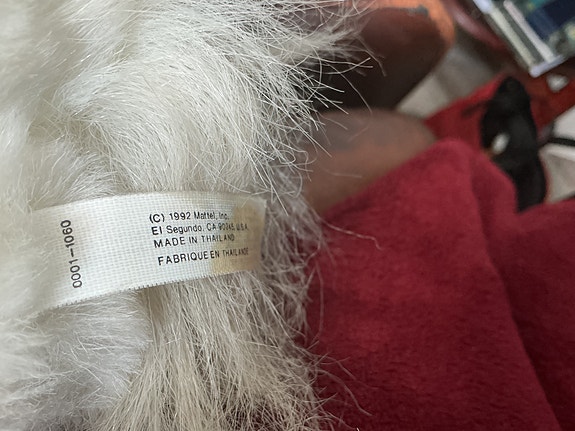 0001-1060
(C) 1992 Mattel, Inc.
El Segundo, CA 90245 U.S.A.
MADE IN THAILAND
FABRIQUE EN THAILANDE